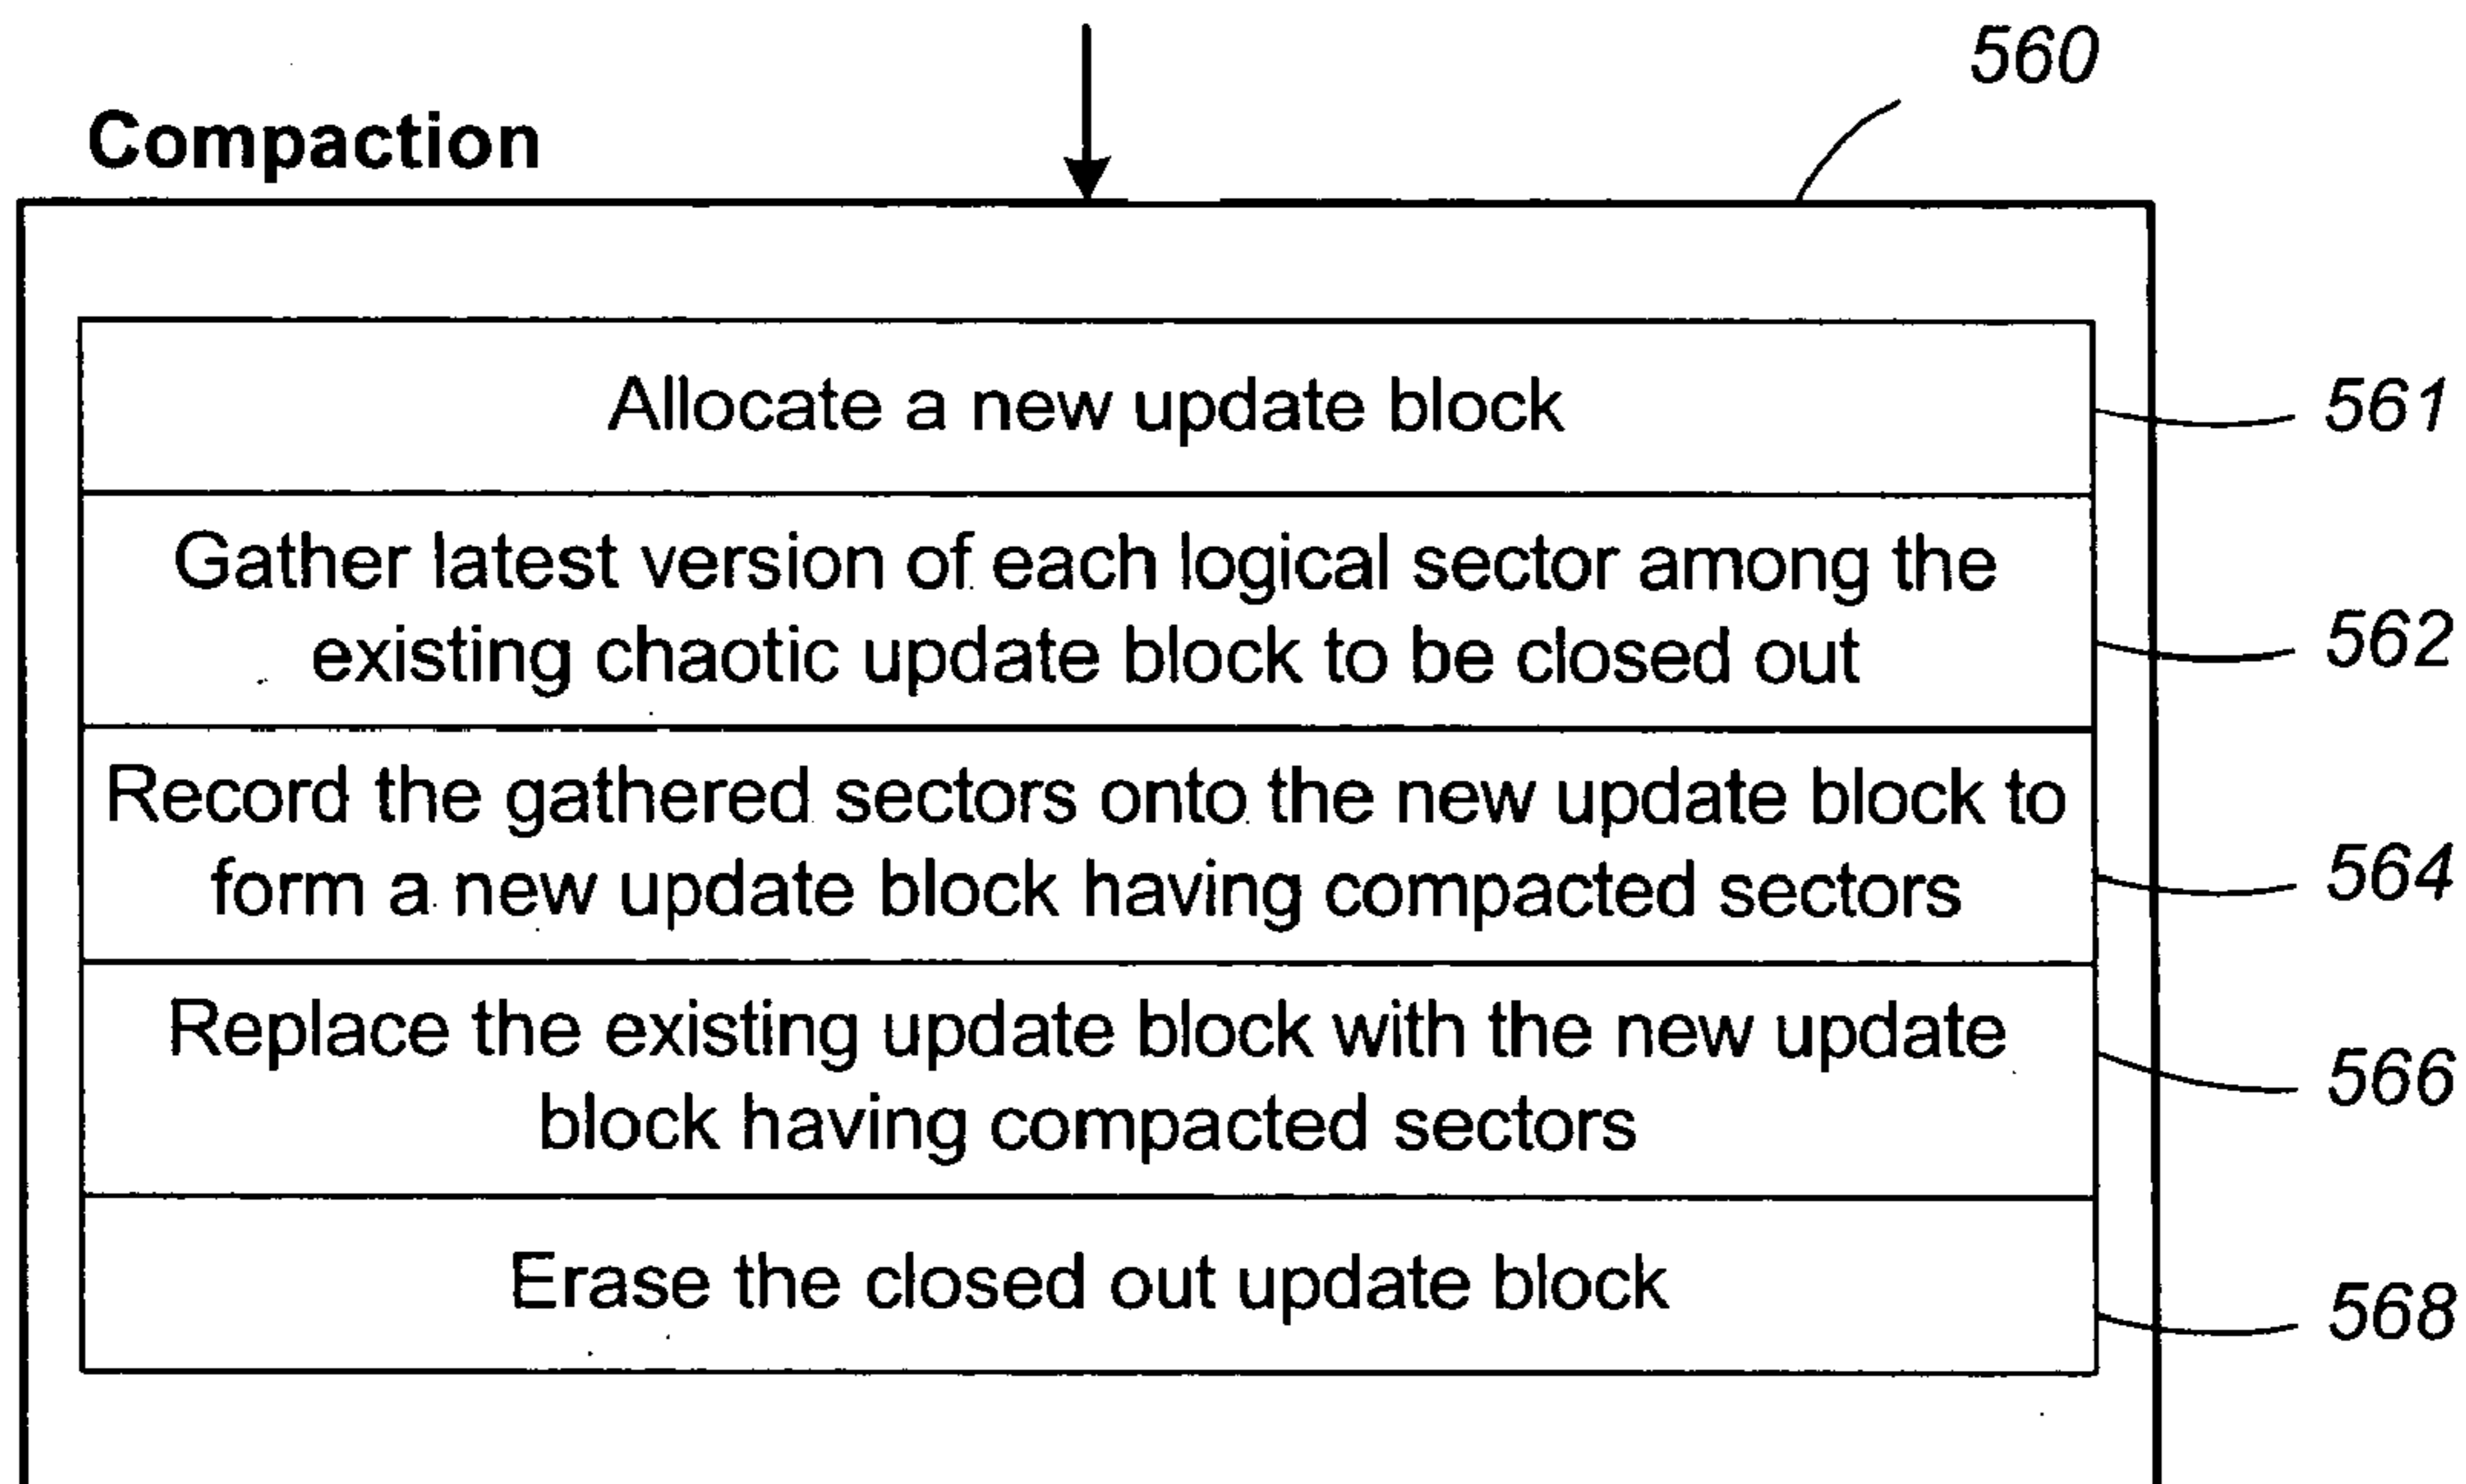 560
Compaction
Allocate a new update block
561
Gather latest version of each logical sector among the
existing chaotic update block to be closed out
562
Record the gathered sectors onto the new update block to
form a new update block having compacted sectors
564
Replace the existing update block with the new update
block having compacted sectors
566
Erase the closed out update block
568